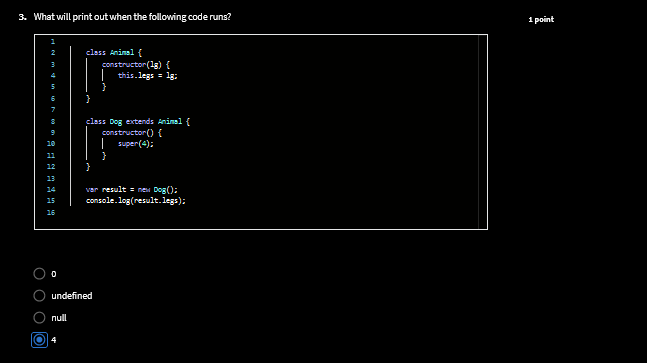 3. What will print out when the following code runs?
1 point
1
2 class Animal {
3 constructor(lg) {
4 this.legs = lg;
5 }
6 }
7
8 class Dog extends Animal {
9 constructor() {
10 super(4);
11 }
12 }
13
14 var result = new Dog();
15 console.log(result.legs);
16
0
undefined
null
4